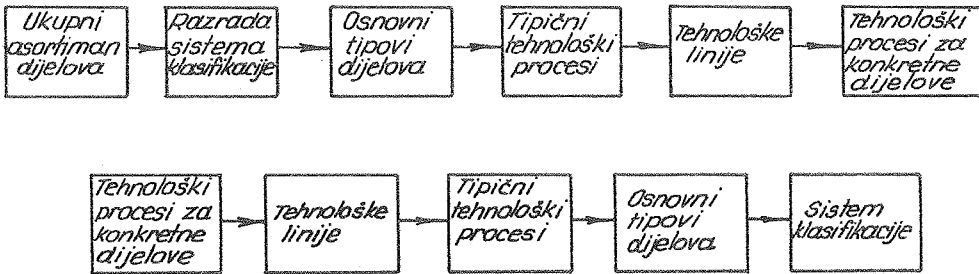 Ukupni
asortiman
dijelova
Razrada
sistema
klasifikacije
Osnovni
tipovi
dijelova
Tipični
tehnološki
procesi
Tehnološke
linije
Tehnološki
procesi za
konkretne
dijelove
Tehnološki
procesi za
konkretne
dijelove
Tehnološke
linije
Tipični
tehnološki
procesi
Osnovni
tipovi
dijelova
Sistem
klasifikacije